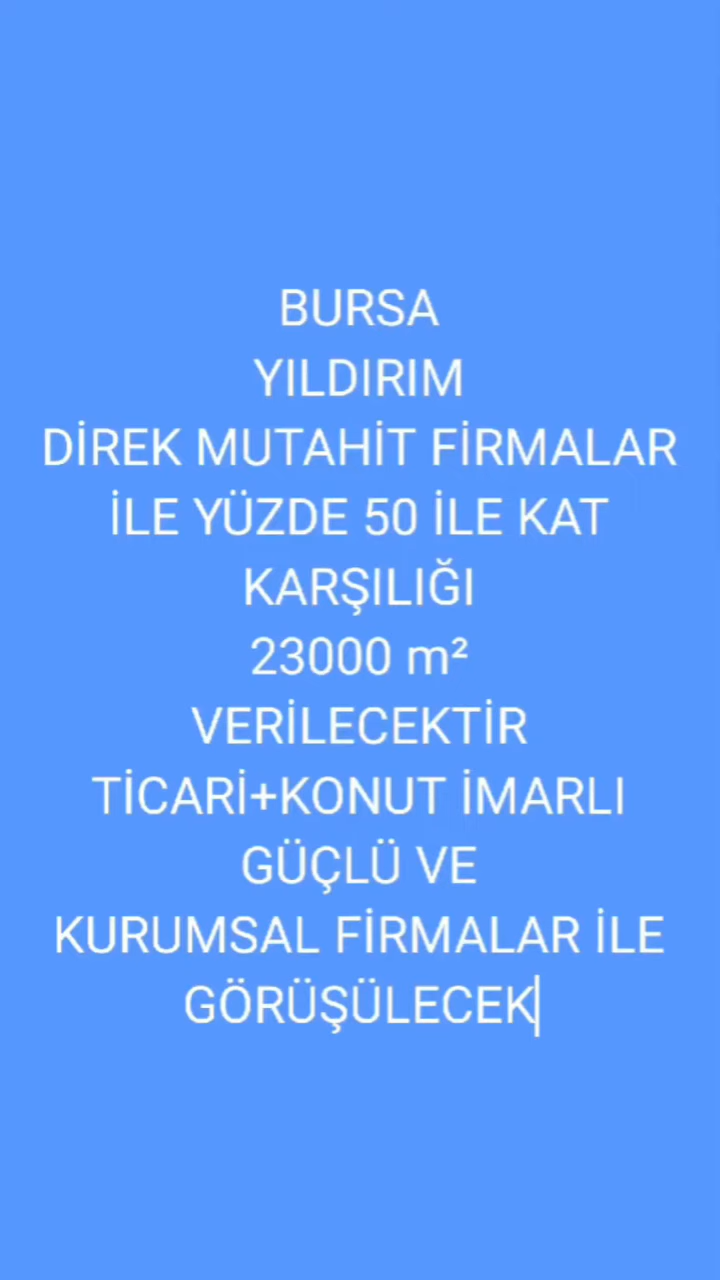 BURSA
YILDIRIM
DİREK MUTAHİT FİRMALAR
İLE YÜZDE 50 İLE KAT
KARŞILIĞI
23000 m²
VERİLECEKTİR
TİCARİ+KONUT İMARLI
GÜÇLÜ VE
KURUMSAL FİRMALAR İLE
GÖRÜŞÜLECEK